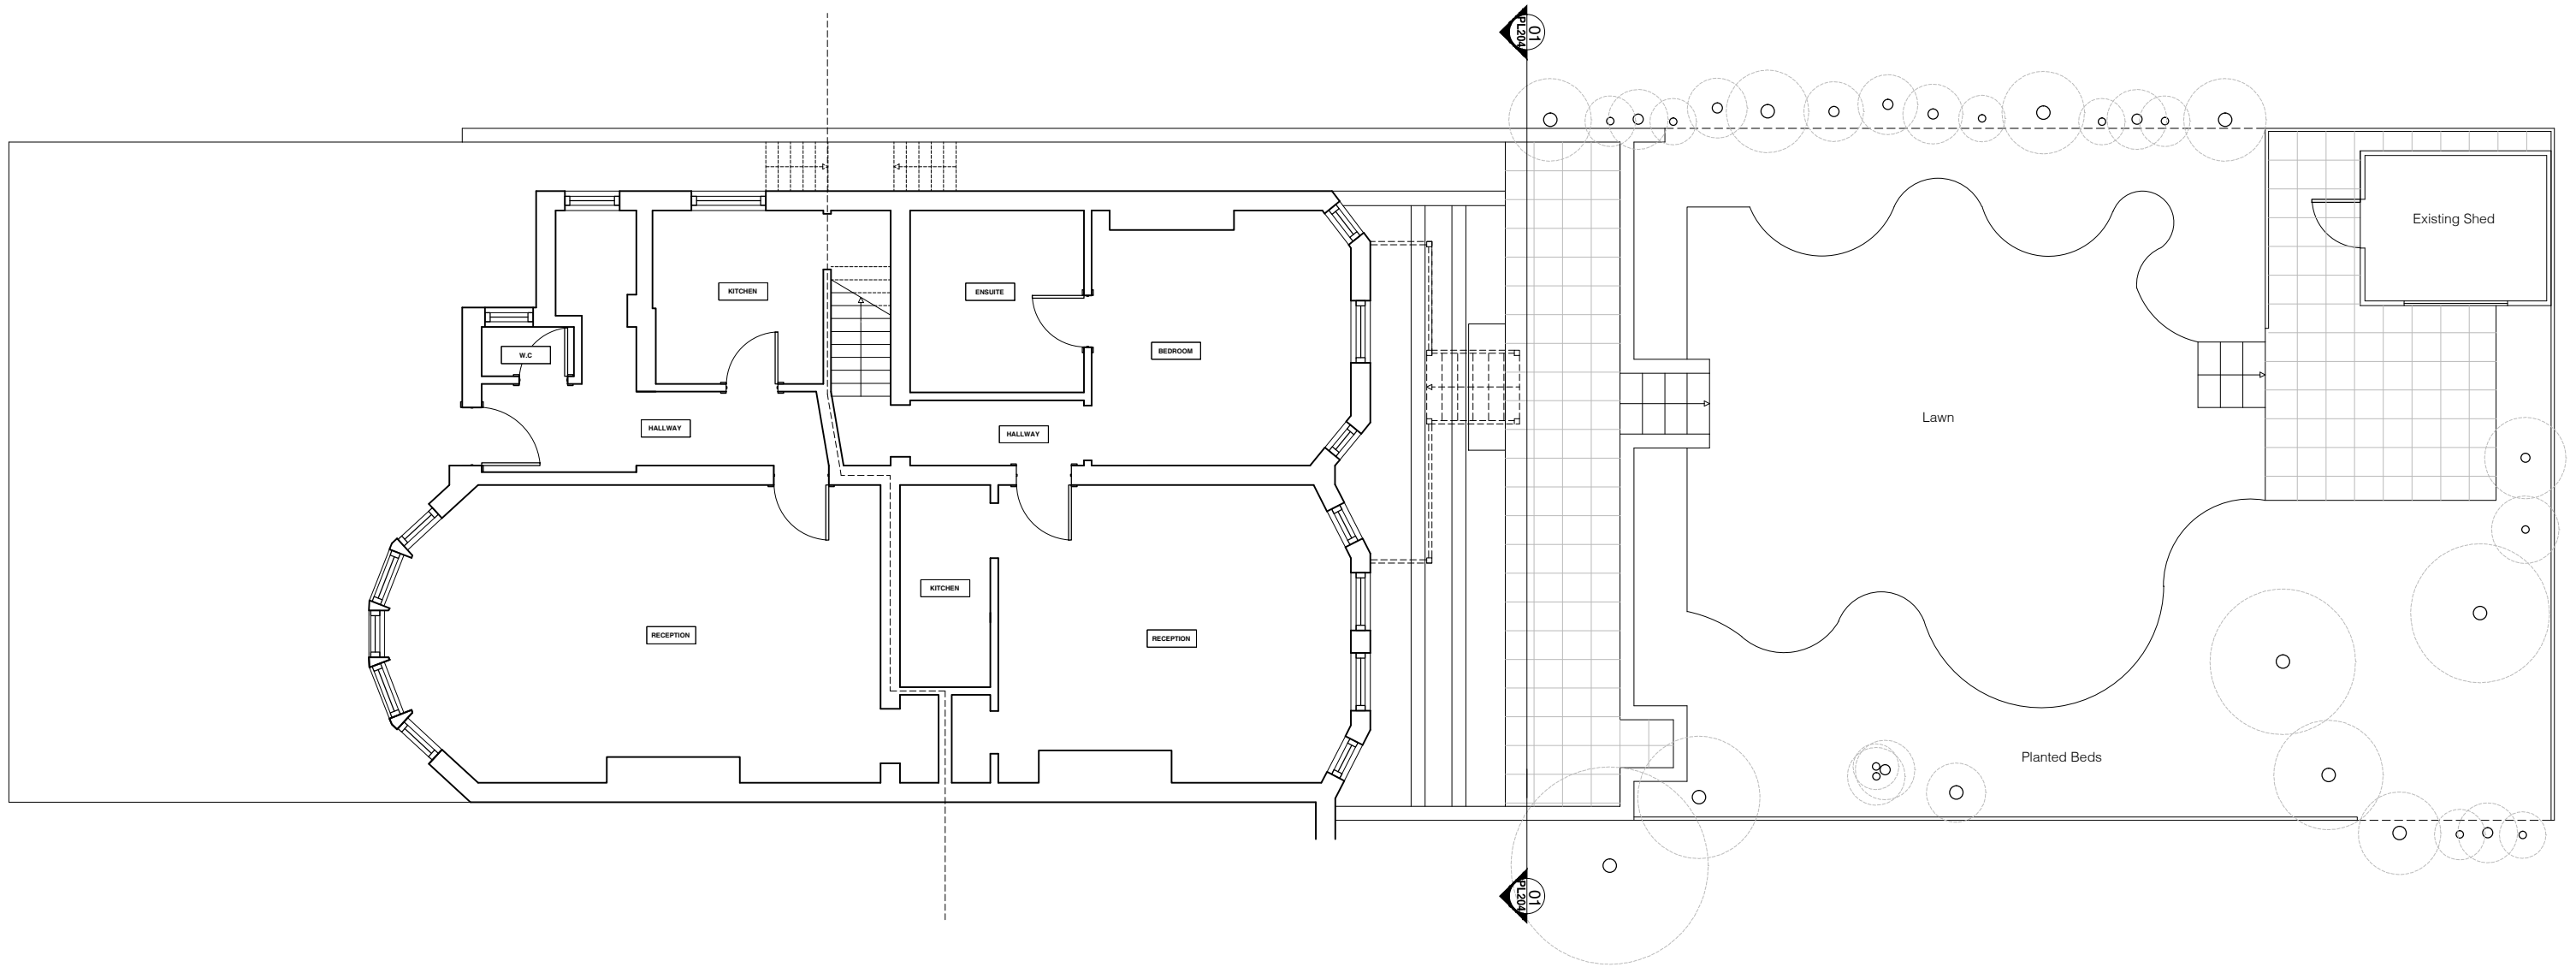 01
PL204
Existing Shed
KITCHEN
ENSUITE
BEDROOM
W.C
HALLWAY
HALLWAY
Lawn
KITCHEN
RECEPTION
RECEPTION
Planted Beds
01
PL204